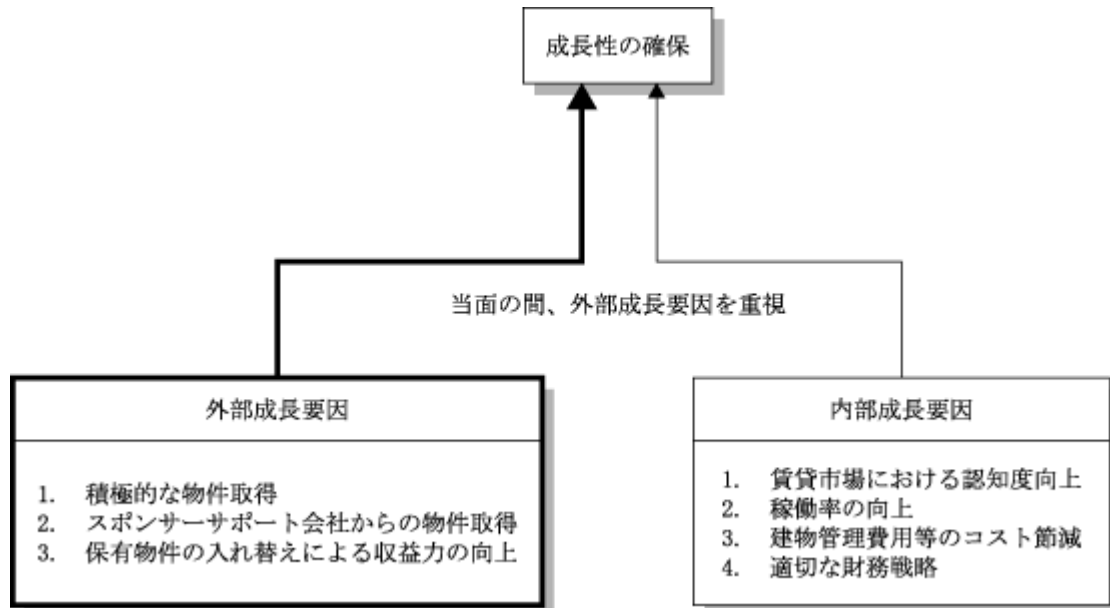 成長性の確保
当面の間、外部成長要因を重視
外部成長要因
1. 積極的な物件取得
2. スポンサーサポート会社からの物件取得
3. 保有物件の入れ替えによる収益力の向上
内部成長要因
1. 賃貸市場における認知度向上
2. 稼働率の向上
3. 建物管理費用等のコスト節減
4. 適切な財務戦略